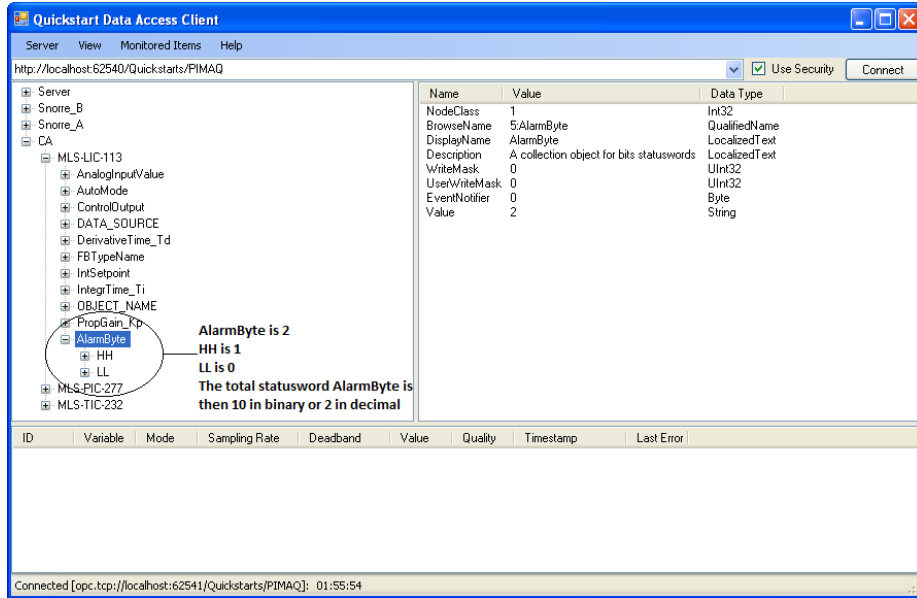 Quickstart Data Access Client
Server View Monitored Items Help
http://localhost:62540/Quickstarts/PIMAQ Use Security Connect
Server
Snorre_B
Snorre_A
CA
MLS-LIC-113
AnalogInputValue
AutoMode
ControlOutput
DATA_SOURCE
DerivativeTime_Td
FBTypeName
IntSetpoint
IntegrTime_Ti
OBJECT_NAME
PropGain_Kp
AlarmByte
HH
LL
MLS-PIC-277
MLS-TIC-232
AlarmByte is 2
HH is 1
LL is 0
The total statusword AlarmByte is
then 10 in binary or 2 in decimal
Name Value Data Type
NodeClass 1 Int32
BrowseName 5:AlarmByte QualifiedName
DisplayName AlarmByte LocalizedText
Description A collection object for bits statuswords LocalizedText
WriteMask 0 UInt32
UserWriteMask 0 UInt32
EventNotifier 0 Byte
Value 2 String
ID Variable Mode Sampling Rate Deadband Value Quality Timestamp Last Error
Connected [opc.tcp://localhost:62541/Quickstarts/PIMAQ]: 01:55:54